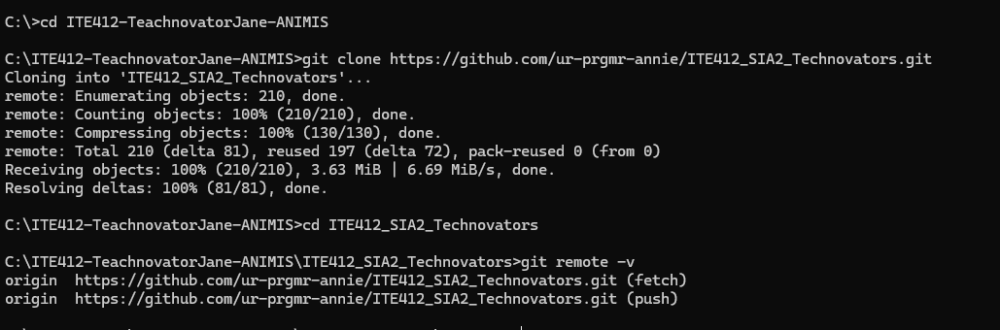 C:\>cd ITE412-TeachnovatorJane-ANIMIS
C:\ITE412-TeachnovatorJane-ANIMIS>git clone https://github.com/ur-prgmr-annie/ITE412_SIA2_Technovators.git
Cloning into 'ITE412_SIA2_Technovators'...
remote: Enumerating objects: 210, done.
remote: Counting objects: 100% (210/210), done.
remote: Compressing objects: 100% (130/130), done.
remote: Total 210 (delta 81), reused 197 (delta 72), pack-reused 0 (from 0)
Receiving objects: 100% (210/210), 3.63 MiB | 6.69 MiB/s, done.
Resolving deltas: 100% (81/81), done.
C:\ITE412-TeachnovatorJane-ANIMIS>cd ITE412_SIA2_Technovators
C:\ITE412-TeachnovatorJane-ANIMIS\ITE412_SIA2_Technovators>git remote -v
origin  https://github.com/ur-prgmr-annie/ITE412_SIA2_Technovators.git (fetch)
origin  https://github.com/ur-prgmr-annie/ITE412_SIA2_Technovators.git (push)